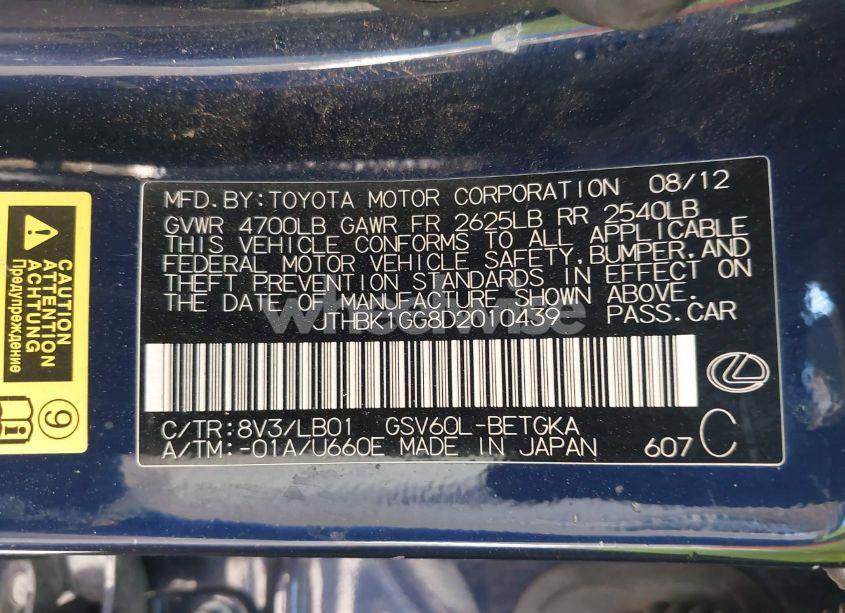 CAUTION
ATTENTION
ACHTUNG
Предупреждение
9
MFD.BY:TOYOTA MOTOR CORPORATION 08/12
GVWR 4700LB GAWR FR 2625LB RR 2540LB
THIS VEHICLE CONFORMS TO ALL APPLICABLE
FEDERAL MOTOR VEHICLE SAFETY,BUMPER,AND
THEFT PREVENTION STANDARDS IN EFFECT ON
THE DATE OF MANUFACTURE SHOWN ABOVE.
JTHBK1GG8D2010439 PASS.CAR
wheelwise
C/TR:8V3/LB01 GSV60L-BETGKA
A/TM:-01A/U660E MADE IN JAPAN 607 C